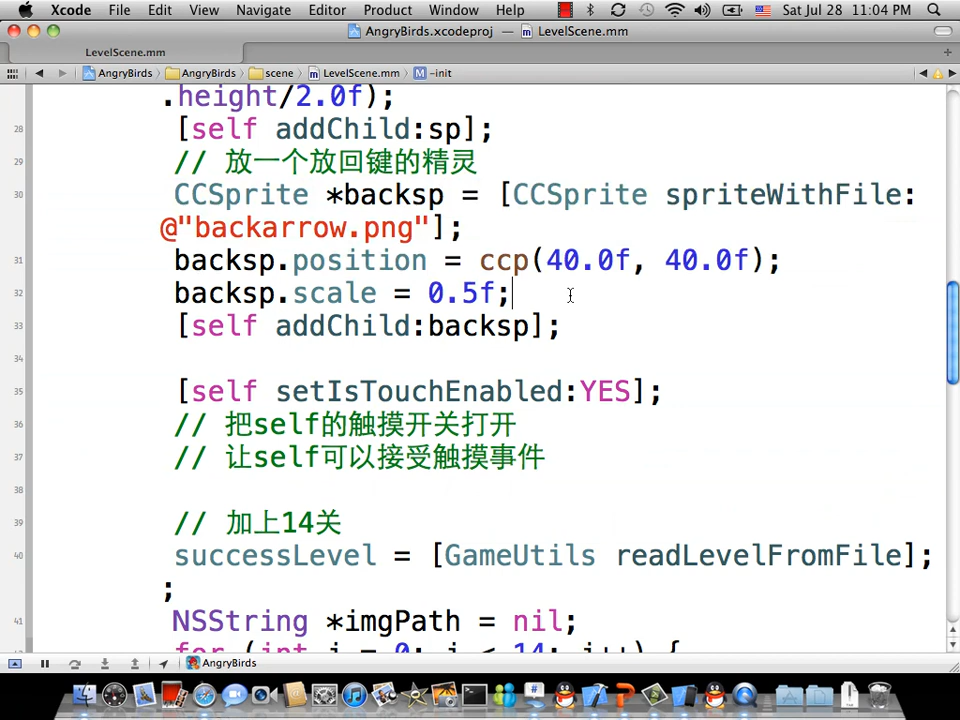 Xcode File Edit View Navigate Editor Product Window Help Sat Jul 28 11:04 PM
AngryBirds.xcodeproj — LevelScene.mm
LevelScene.mm
AngryBirds AngryBirds scene LevelScene.mm M -init
.height/2.0f);
28 [self addChild:sp];
29 // 放一个放回键的精灵
30 CCSprite *backsp = [CCSprite spriteWithFile:
@"backarrow.png"];
31 backsp.position = ccp(40.0f, 40.0f);
32 backsp.scale = 0.5f;
33 [self addChild:backsp];
34
35 [self setIsTouchEnabled:YES];
36 // 把self的触摸开关打开
37 // 让self可以接受触摸事件
38
39 // 加上14关
40 successLevel = [GameUtils readLevelFromFile];
;
41 NSString *imgPath = nil;
for (int i = 0; i < 14; i++) {
AngryBirds